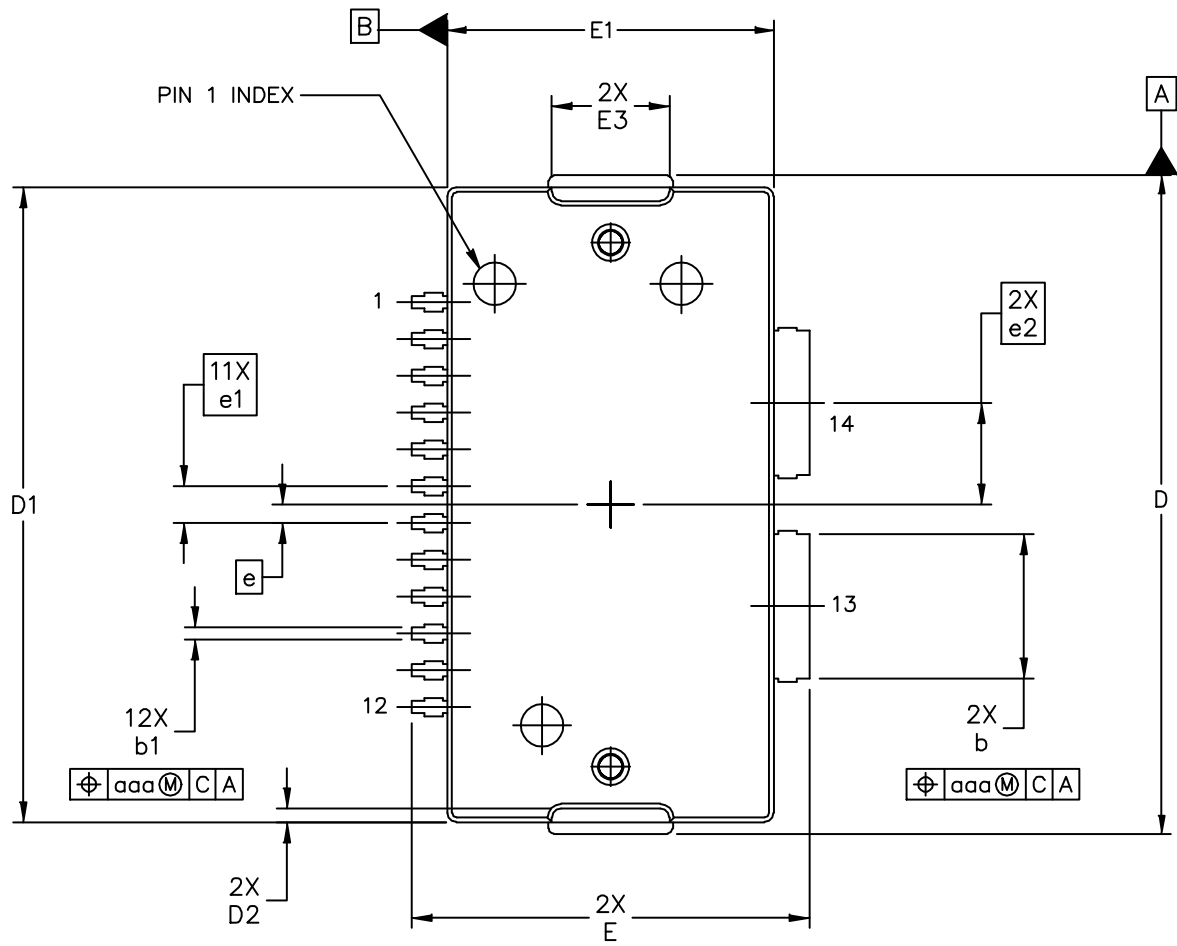 B
E1
PIN 1 INDEX
2X
E3
A
1
2X
e2
11X
e1
14
D1
D
e
13
12
12X
b1
2X
b
⌖ aaa Ⓜ C A
⌖ aaa Ⓜ C A
2X
D2
2X
E